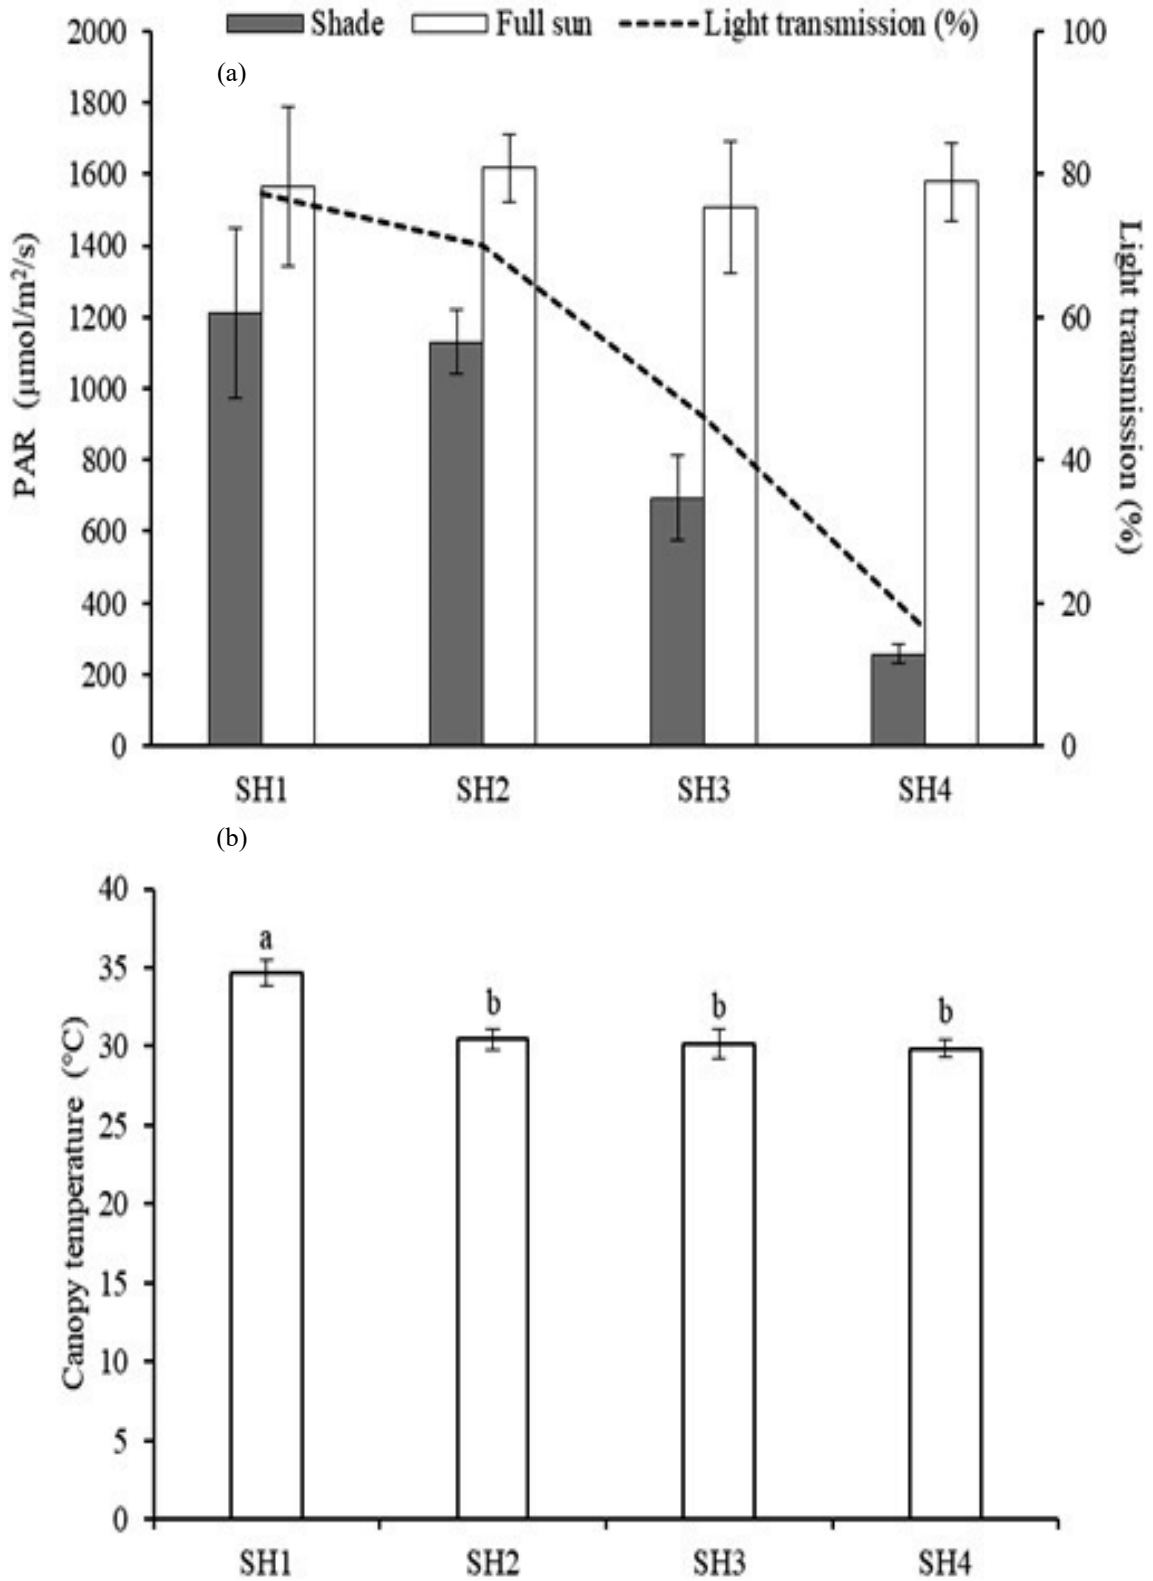 Shade Full sun Light transmission (%)
(a)
PAR (µmol/m²/s)
2000
1800
1600
1400
1200
1000
800
600
400
200
0
100
80
60
40
20
0
Light transmission (%)
SH1 SH2 SH3 SH4
(b)
Canopy temperature (°C)
40
35
30
25
20
15
10
5
0
a b b b
SH1 SH2 SH3 SH4